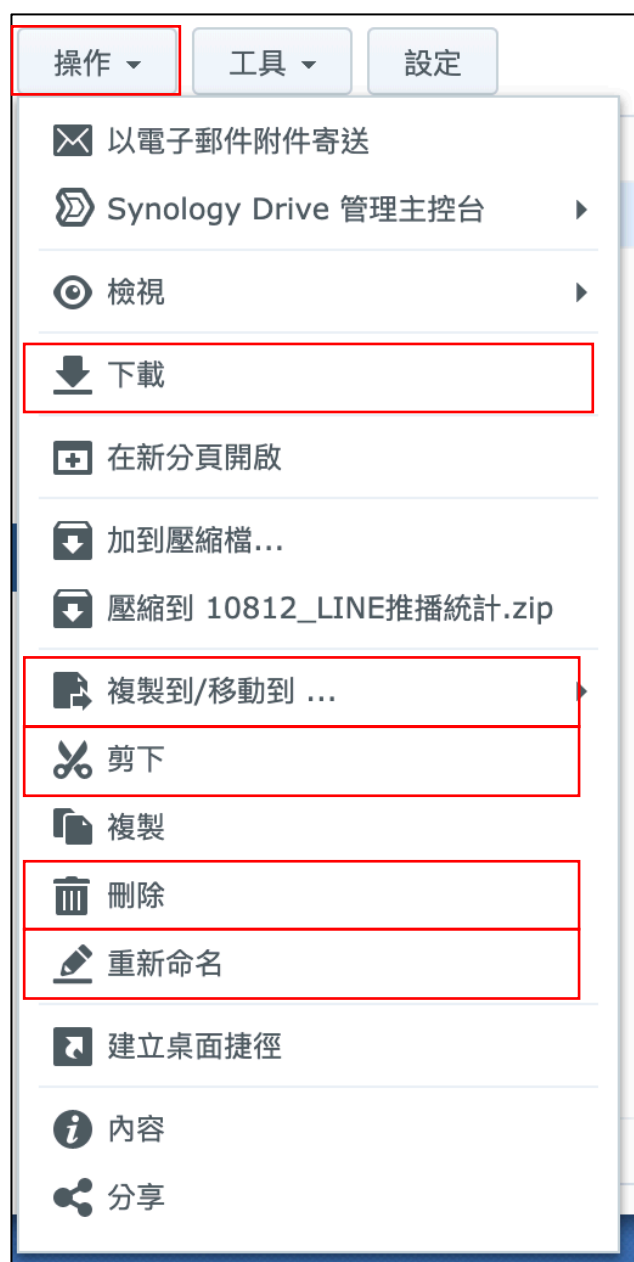 操作 工具 設定
以電子郵件附件寄送
Synology Drive 管理主控台
檢視
下載
在新分頁開啟
加到壓縮檔...
壓縮到 10812_LINE推播統計.zip
複製到/移動到 ...
剪下
複製
刪除
重新命名
建立桌面捷徑
內容
分享